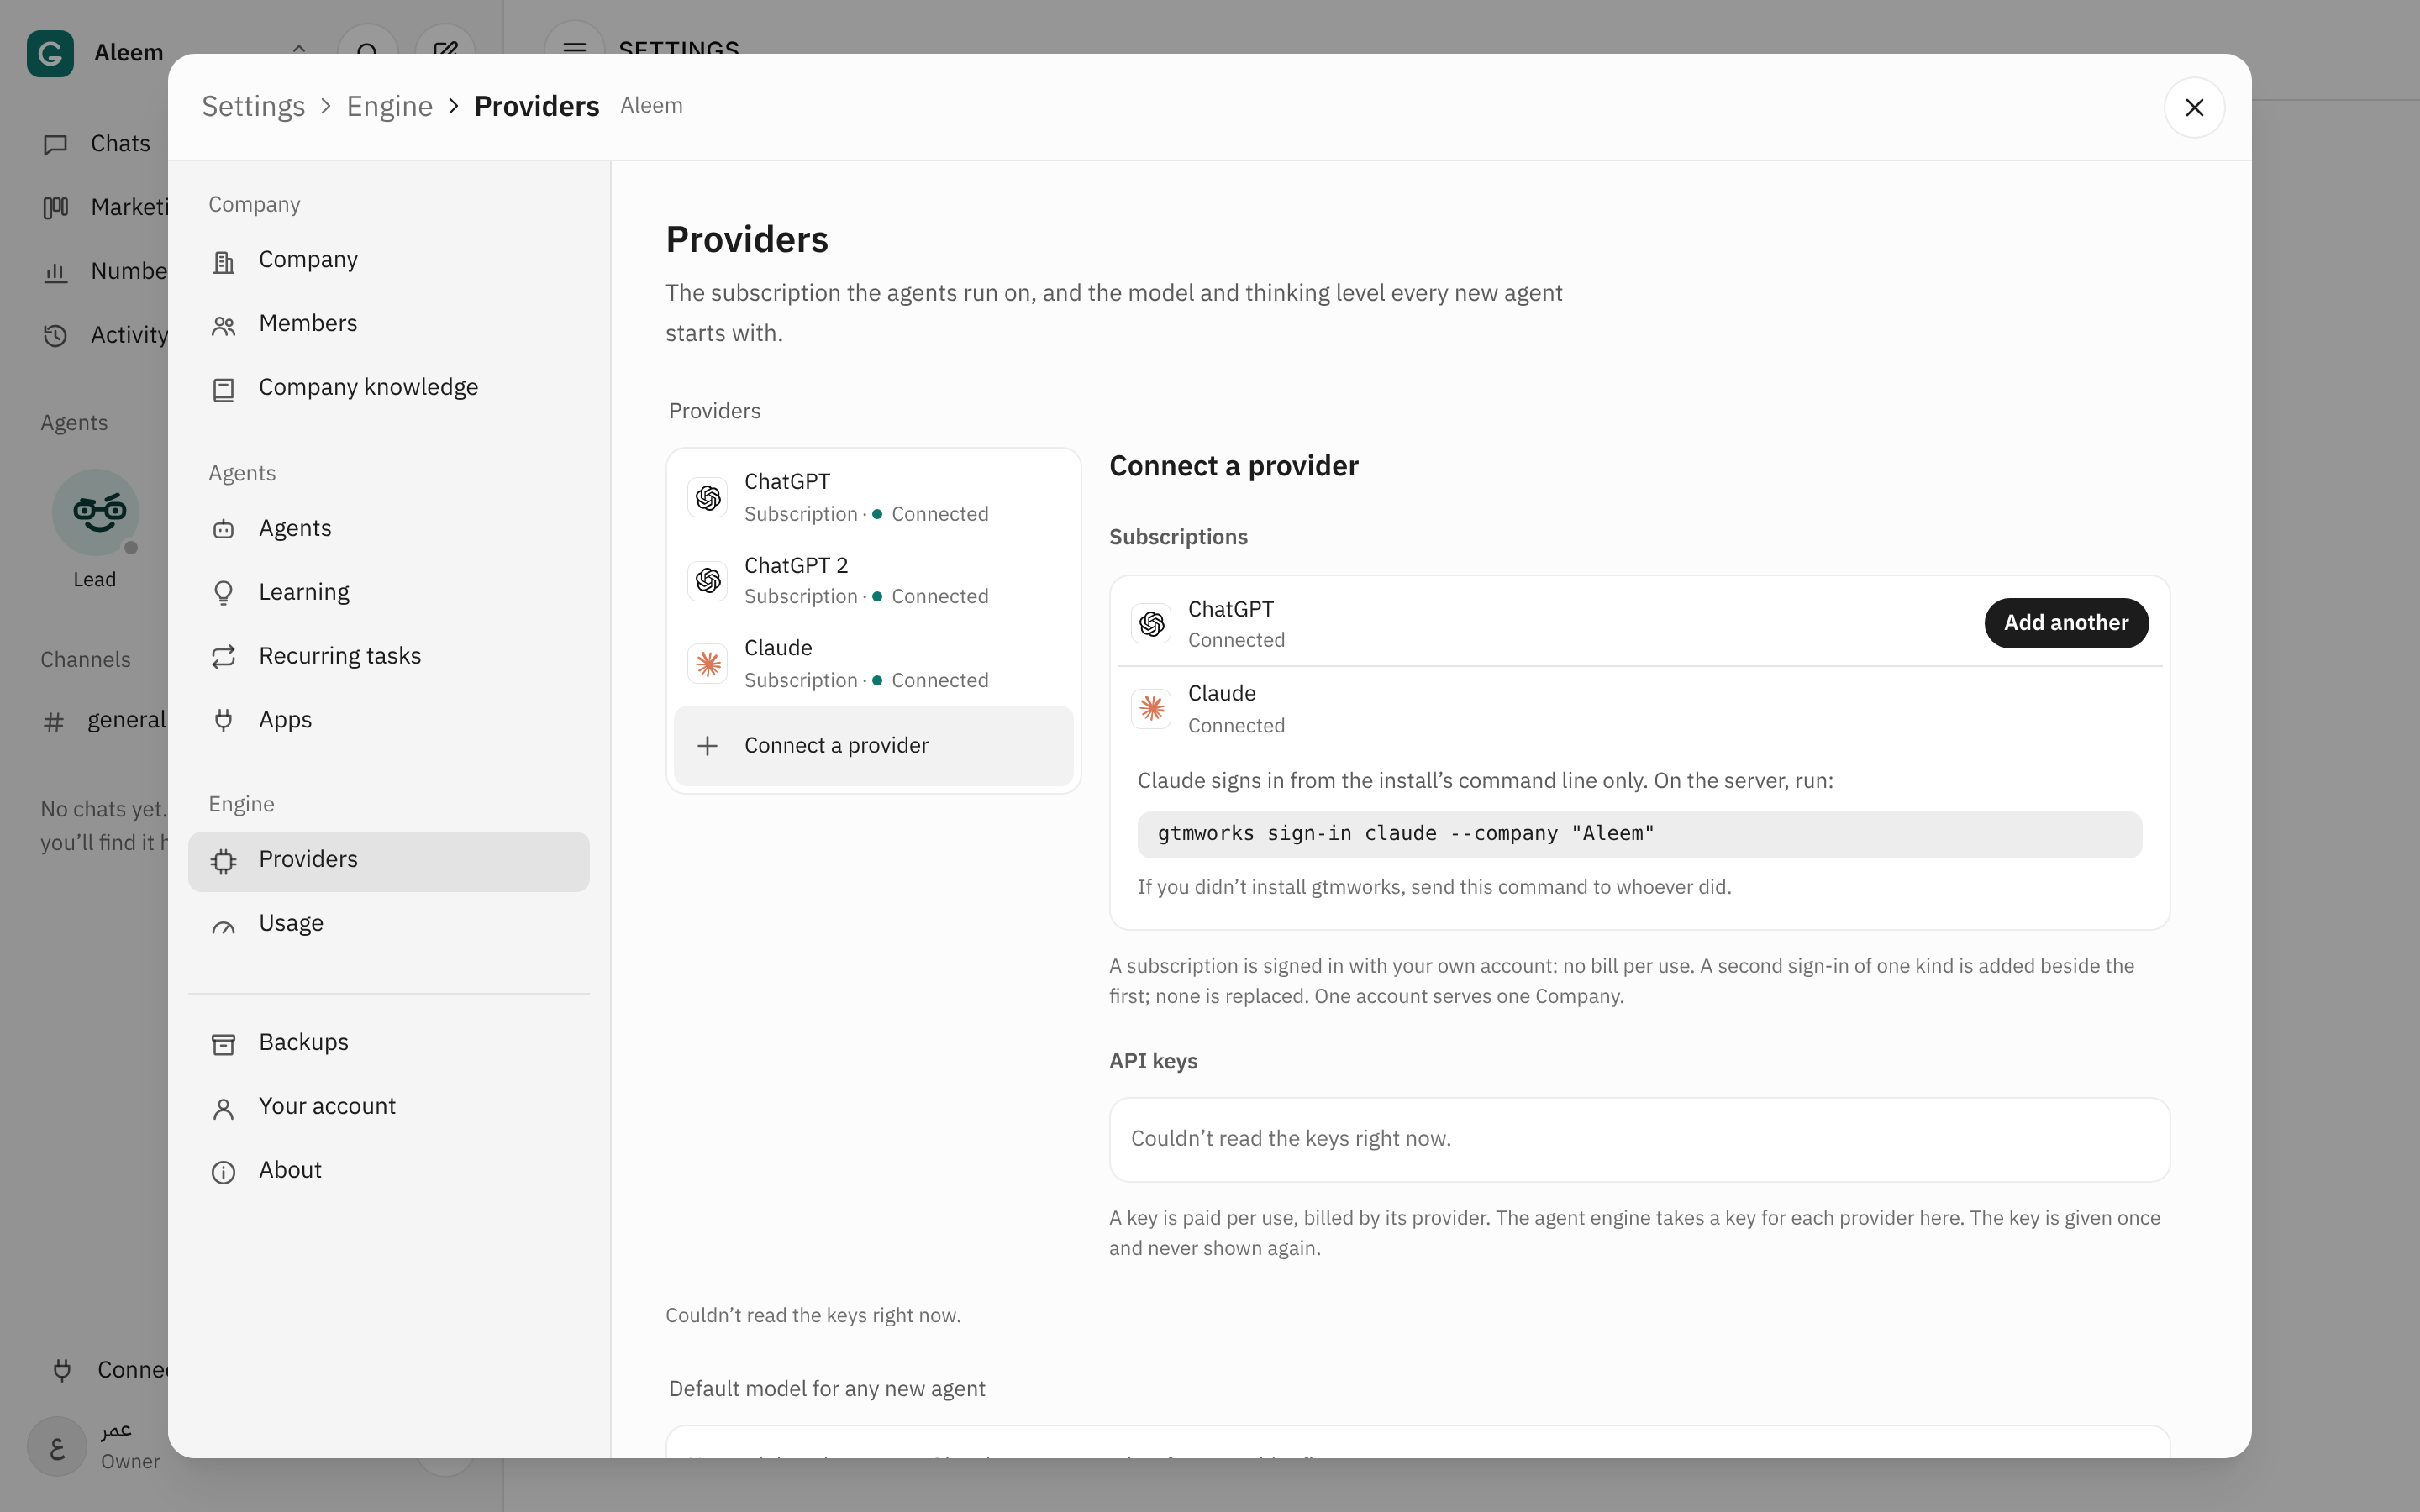 Aleem
SETTINGS
Chats
Activity
Agents
Lead
Channels
general
No chats yet.
you’ll find it
عمر
ع
Owner
Settings > Engine > Providers Aleem
Company
Company
Members
Company knowledge
Agents
Agents
Learning
Recurring tasks
Apps
Engine
Providers
Usage
Backups
Your account
About
Providers
The subscription the agents run on, and the model and thinking level every new agent
starts with.
Providers
ChatGPT
Subscription · Connected
ChatGPT 2
Subscription · Connected
Claude
Subscription · Connected
Connect a provider
Connect a provider
Subscriptions
ChatGPT
Connected
Add another
Claude
Connected
Claude signs in from the install’s command line only. On the server, run:
gtmworks sign-in claude --company "Aleem"
If you didn’t install gtmworks, send this command to whoever did.
A subscription is signed in with your own account: no bill per use. A second sign-in of one kind is added beside the
first; none is replaced. One account serves one Company.
API keys
Couldn’t read the keys right now.
A key is paid per use, billed by its provider. The agent engine takes a key for each provider here. The key is given once
and never shown again.
Couldn’t read the keys right now.
Default model for any new agent